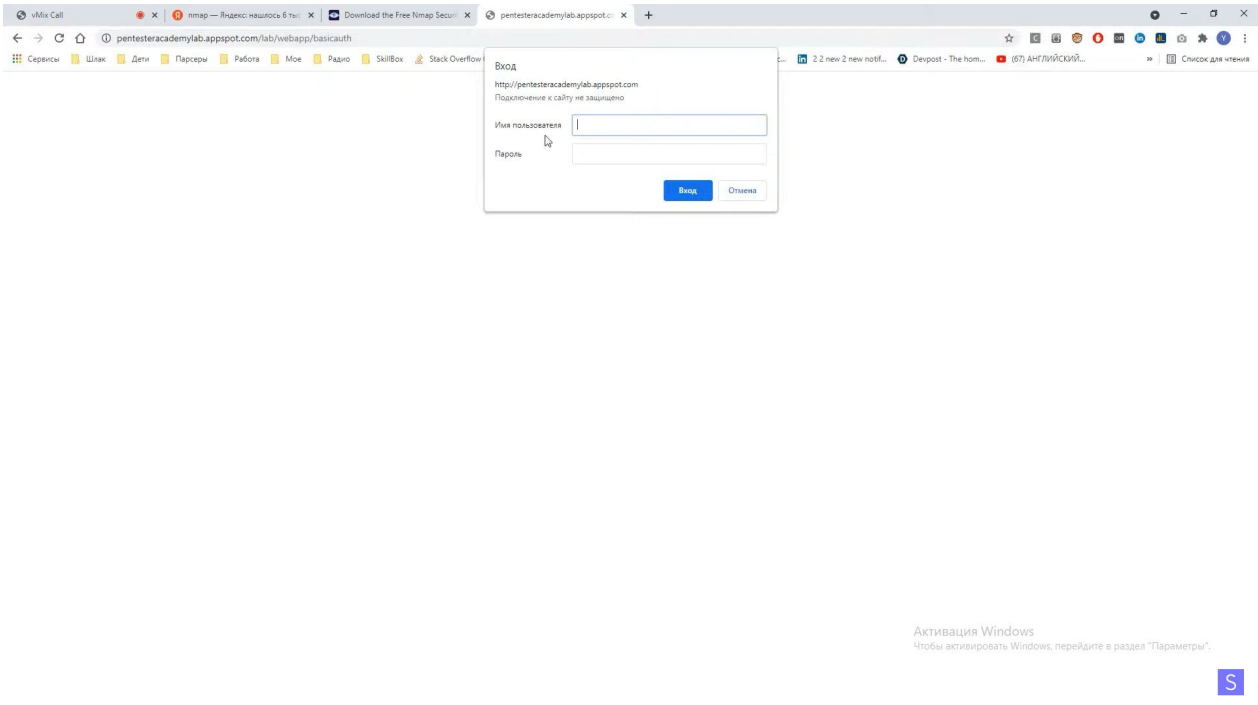 vMix Call
nmap — Яндекс: нашлось 6 тыс
Download the Free Nmap Securi
pentesteracademylab.appspot.co
pentesteracademylab.appspot.com/lab/webapp/basicauth
Сервисы Шлак Дети Парсеры Работа Мое Радио SkillBox Stack Overflow 2 2 new 2 new notif... Devpost - The hom... (67) АНГЛИЙСКИЙ... » Список для чтения
Вход
http://pentesteracademylab.appspot.com
Подключение к сайту не защищено
Имя пользователя
Пароль
Вход Отмена
Активация Windows
Чтобы активировать Windows, перейдите в раздел "Параметры".
S